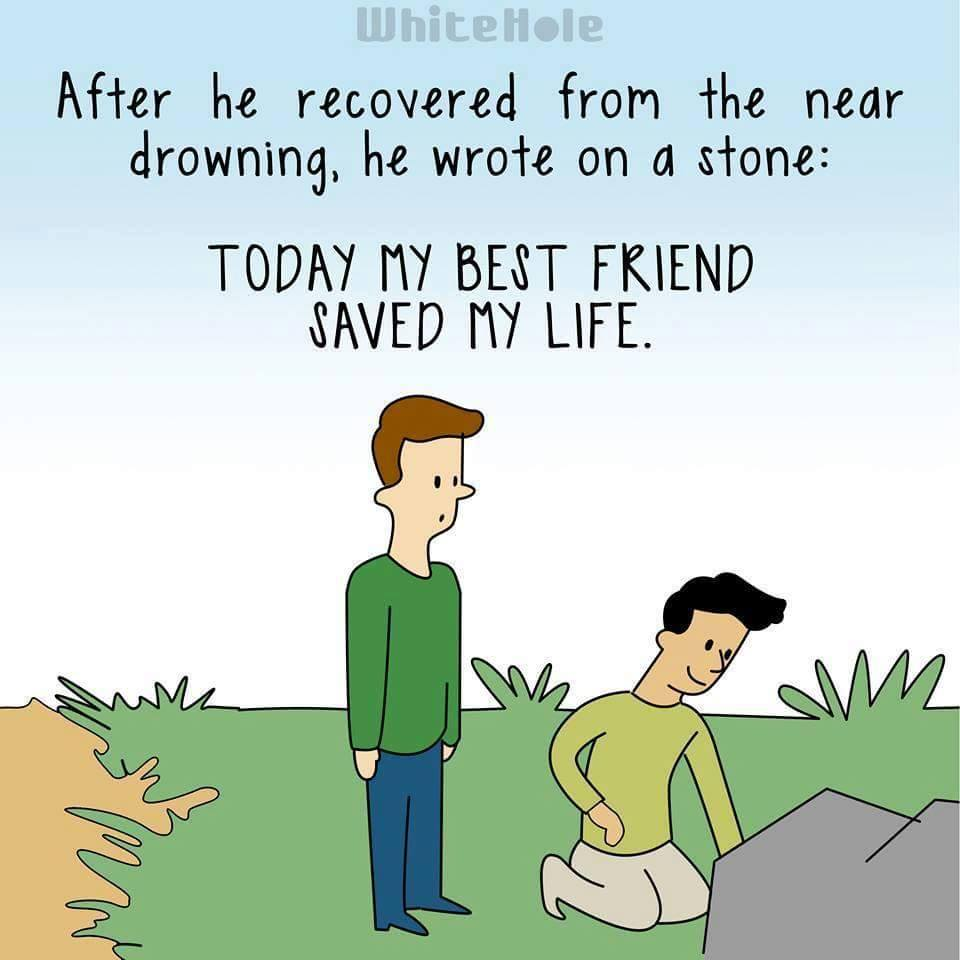 WhiteHole
After he recovered from the near
drowning, he wrote on a stone:
TODAY MY BEST FRIEND
SAVED MY LIFE.